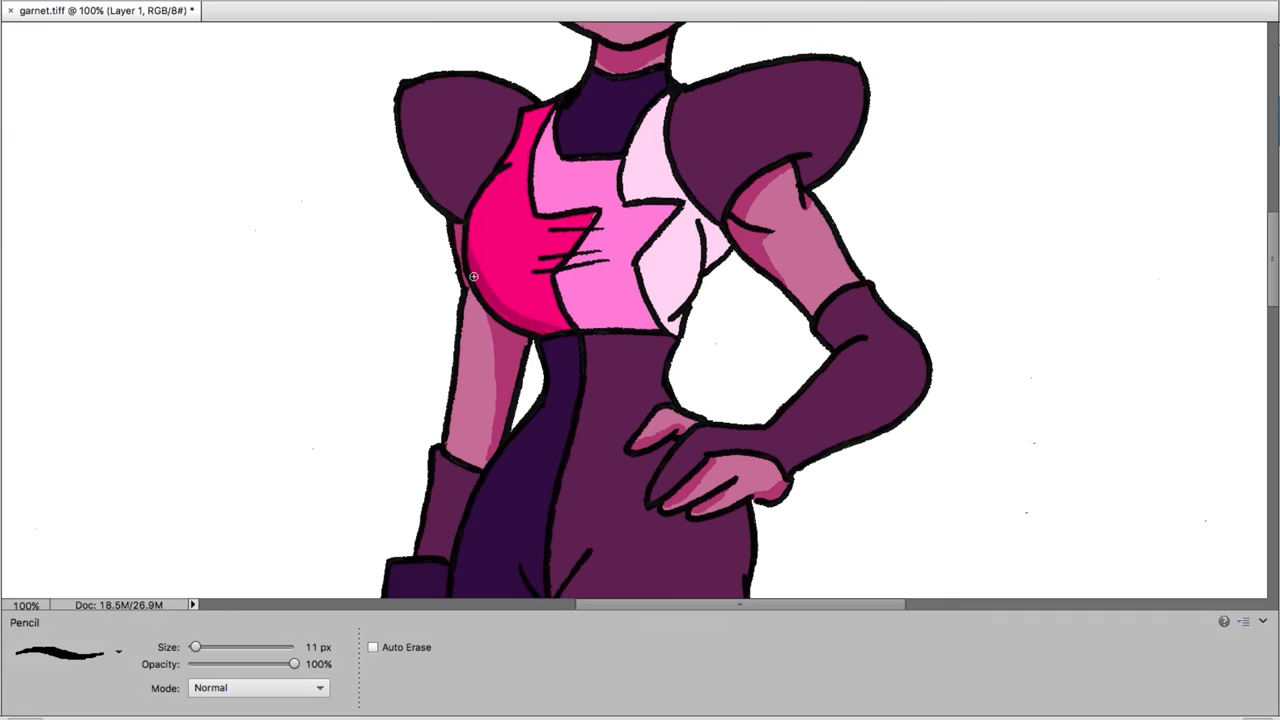 × garnet.tiff @ 100% (Layer 1, RGB/8#) *
100% Doc: 18.5M/26.9M
Pencil
Size: 11 px
Auto Erase
Opacity: 100%
Mode: Normal